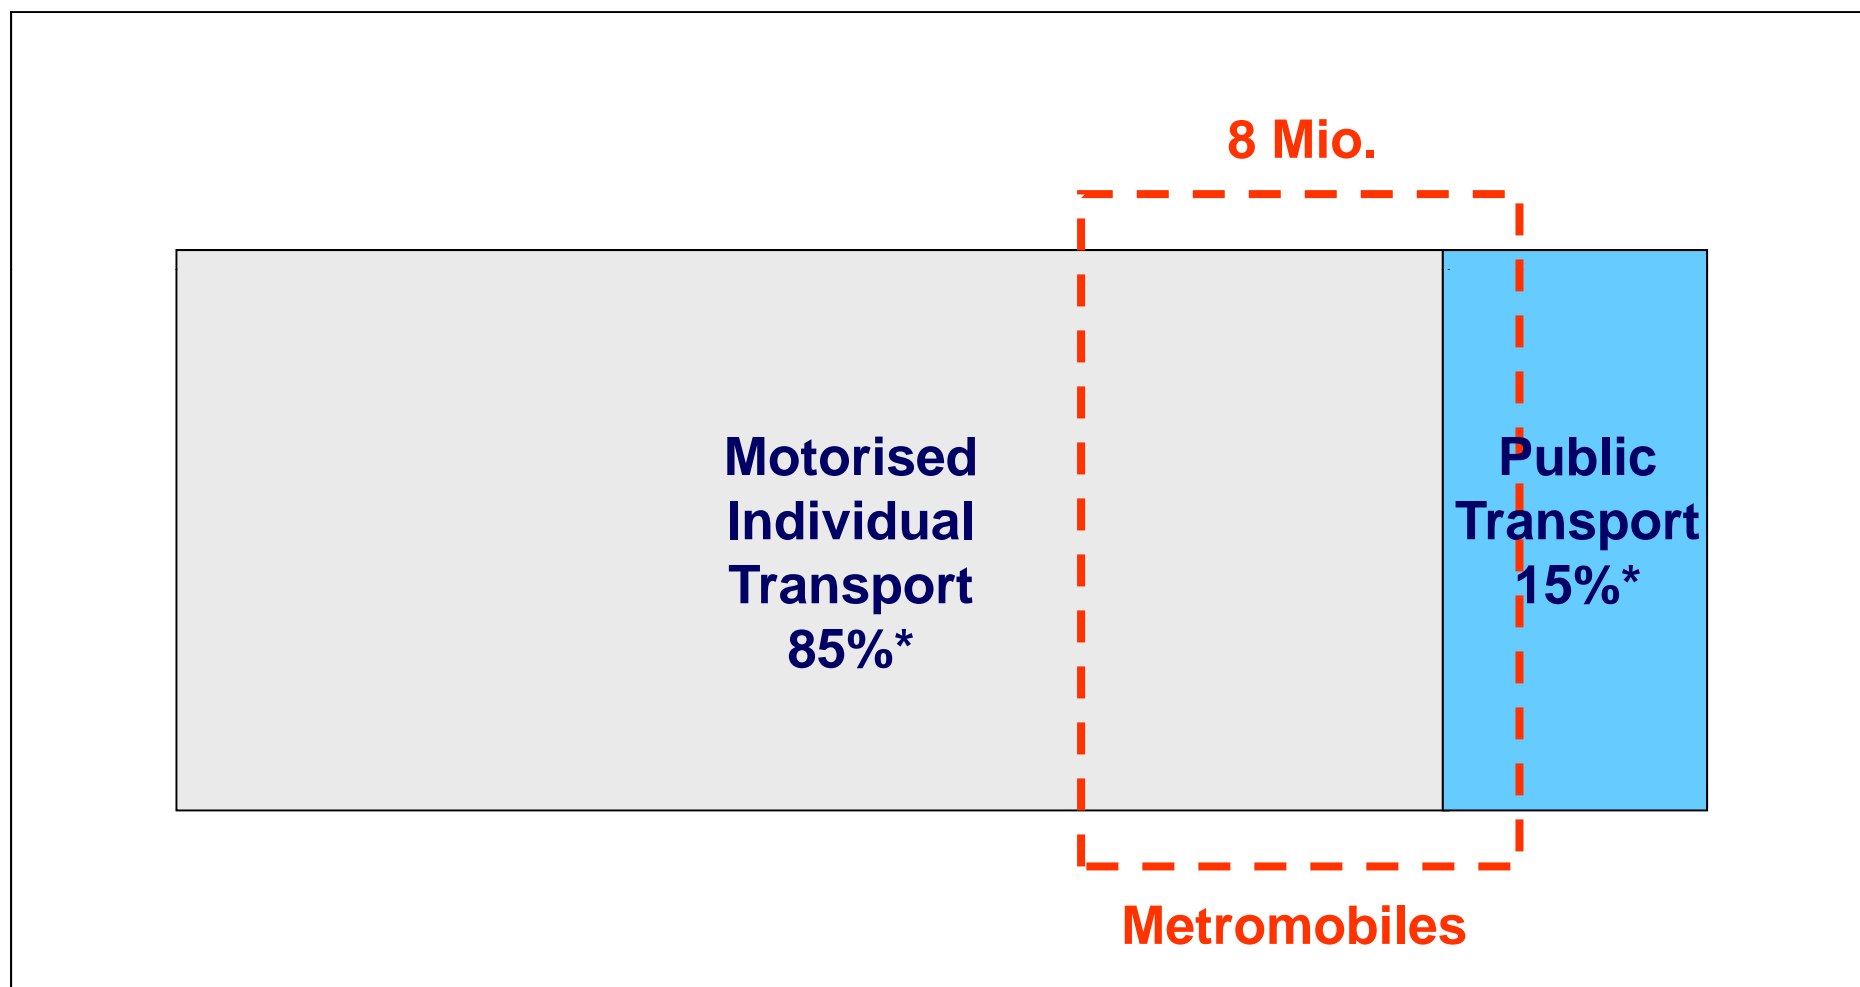 8 Mio.
Motorised
Individual
Transport
85%*
Public
Transport
15%*
Metromobiles